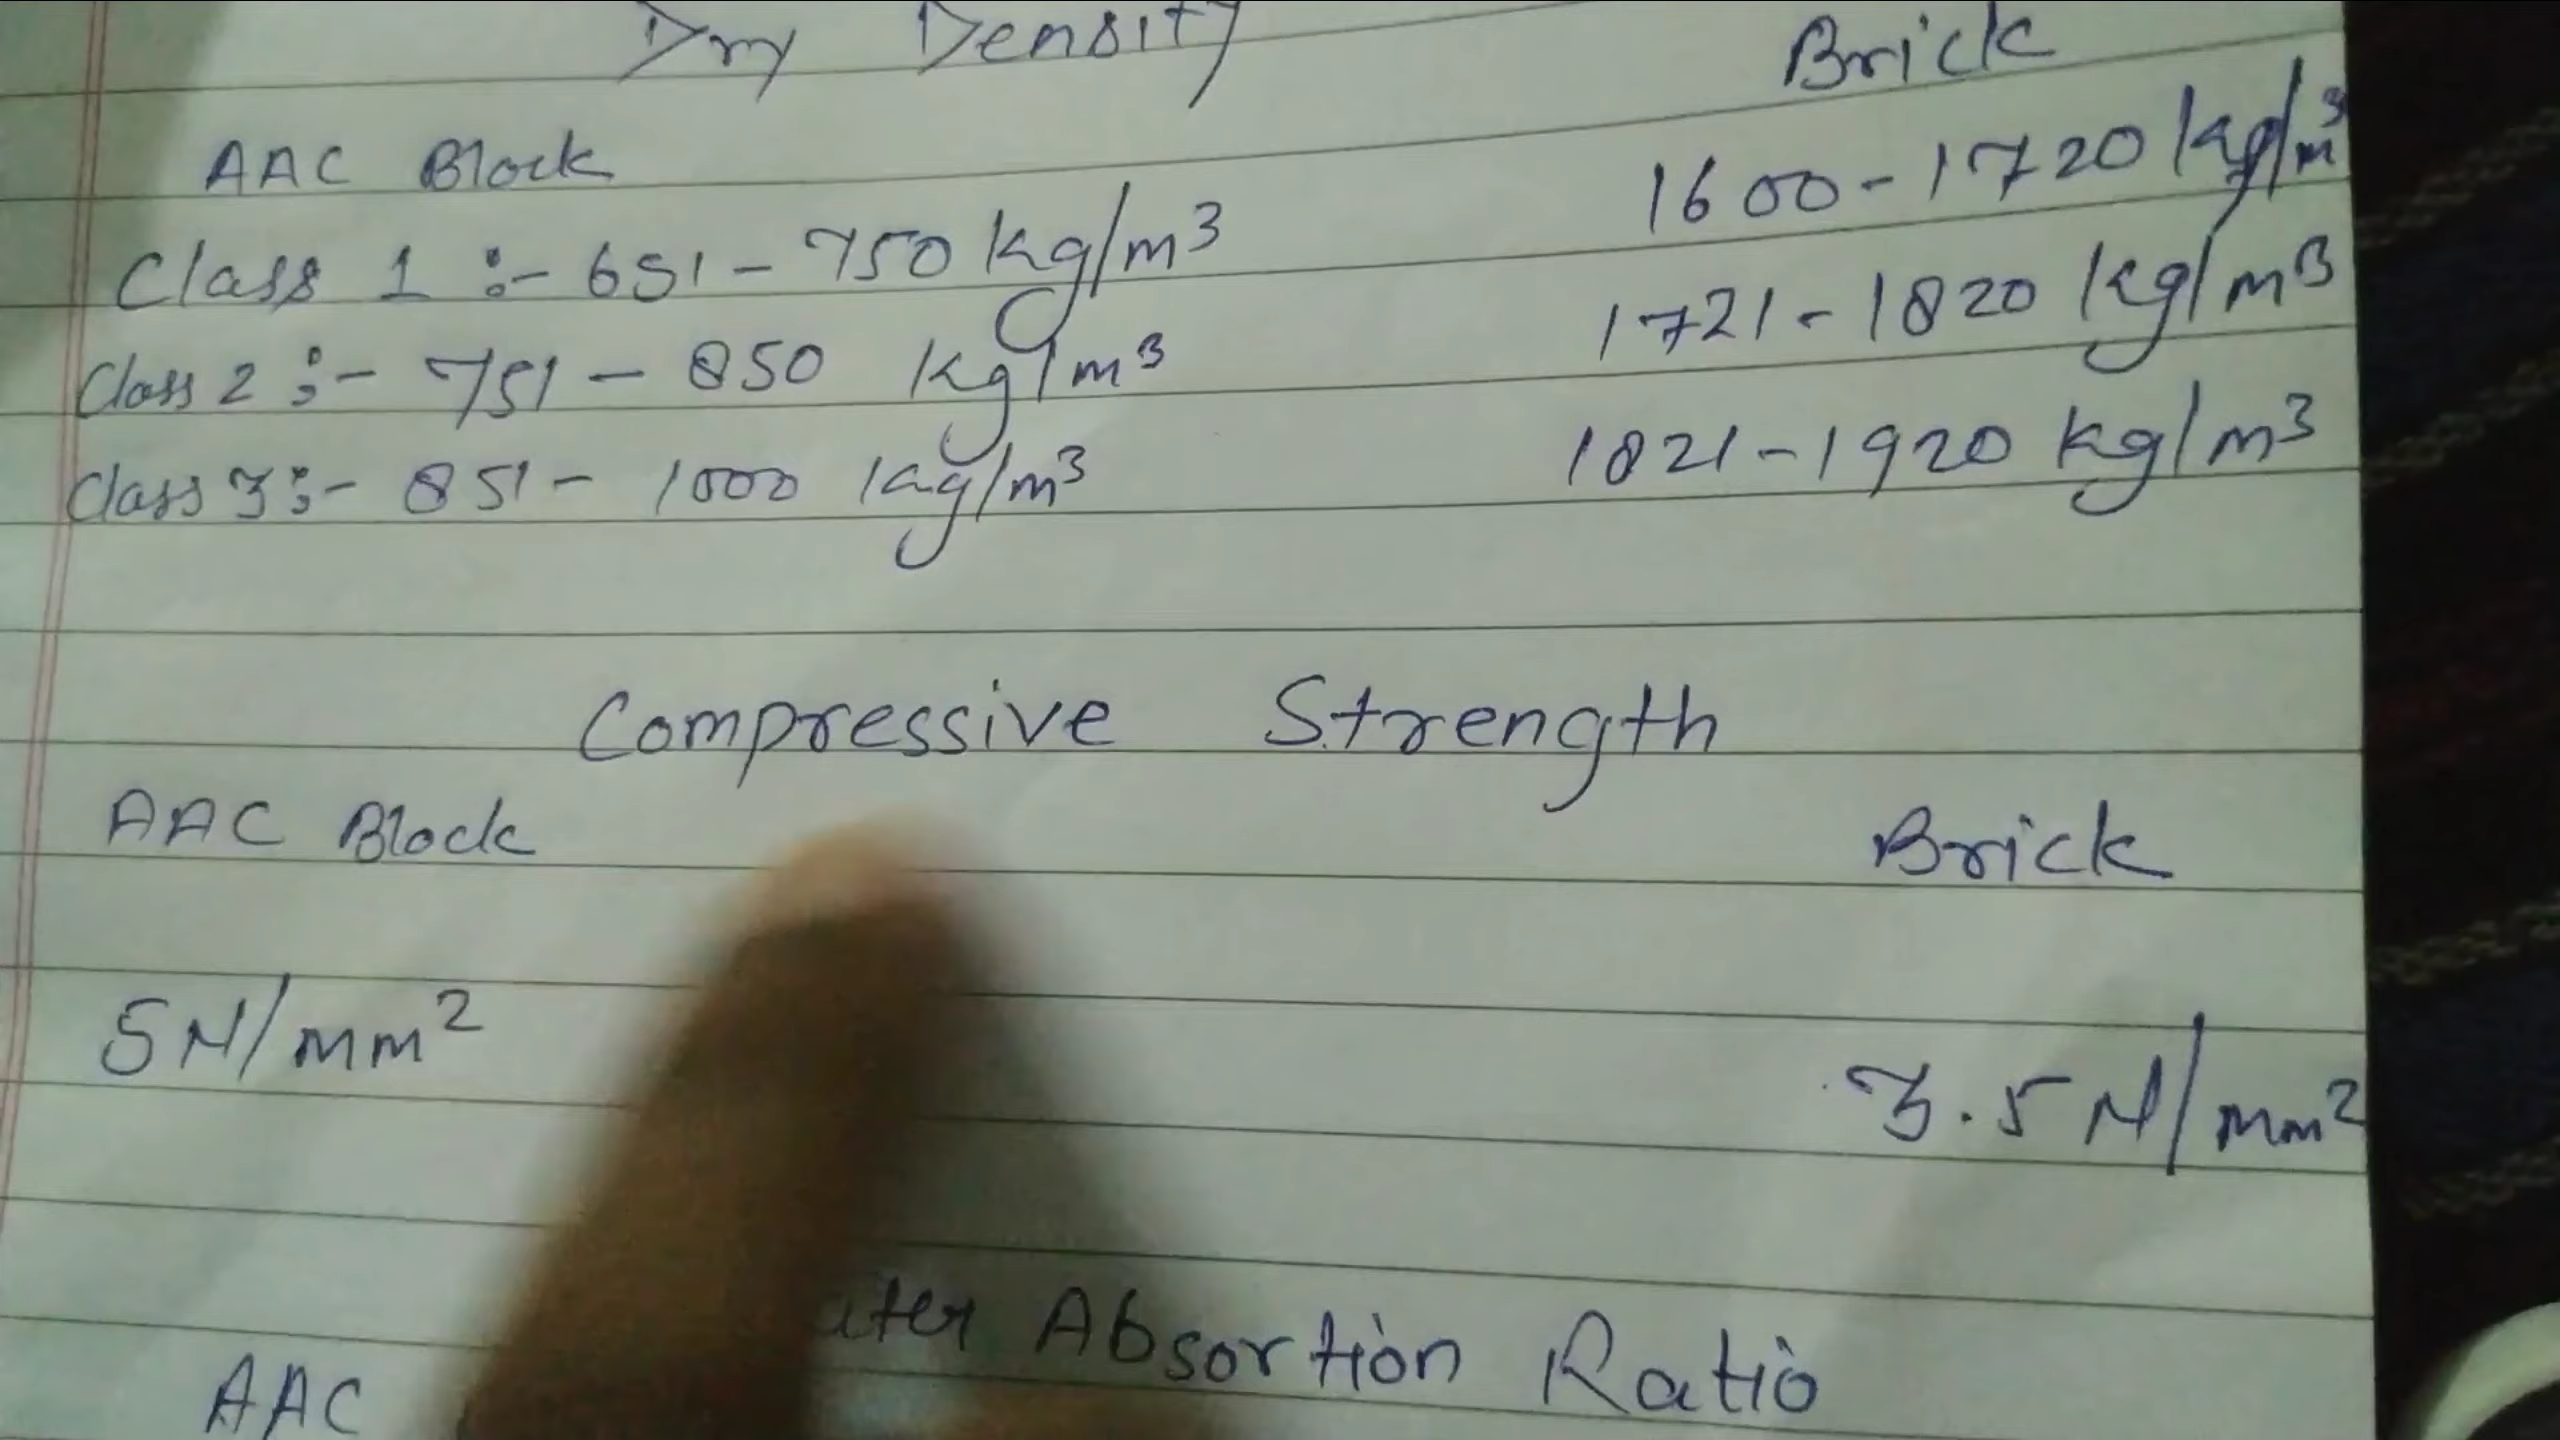 Dry Density
AAC Block Brick
Class 1 :- 651 - 750 kg/m3 1600 - 1720 kg/m3
Class 2 :- 751 - 850 kg/m3 1721 - 1820 kg/m3
Class 3 :- 851 - 1000 kg/m3 1821 - 1920 kg/m3
Compressive Strength
AAC Block Brick
5N/mm2 3.5 N/mm2
ater Absortion Ratio
AAC